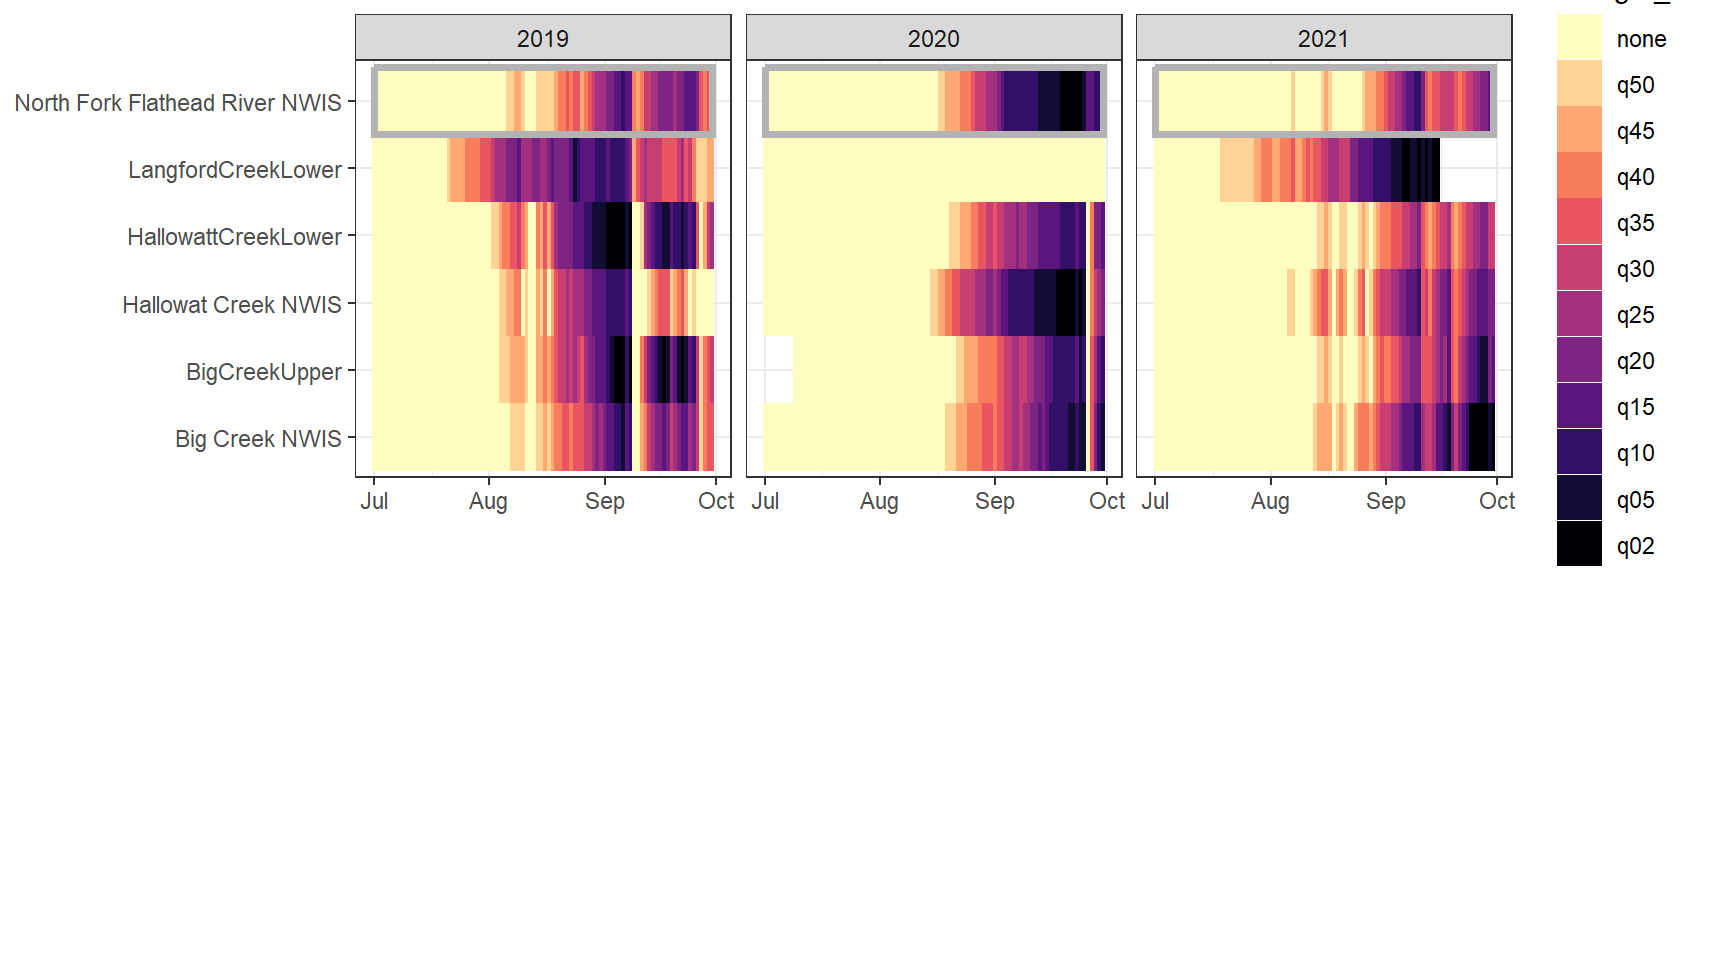 2019
2020
2021
North Fork Flathead River NWIS
LangfordCreekLower
HallowattCreekLower
Hallowat Creek NWIS
BigCreekUpper
Big Creek NWIS
Jul Aug Sep Oct
Jul Aug Sep Oct
Jul Aug Sep Oct
none
q50
q45
q40
q35
q30
q25
q20
q15
q10
q05
q02